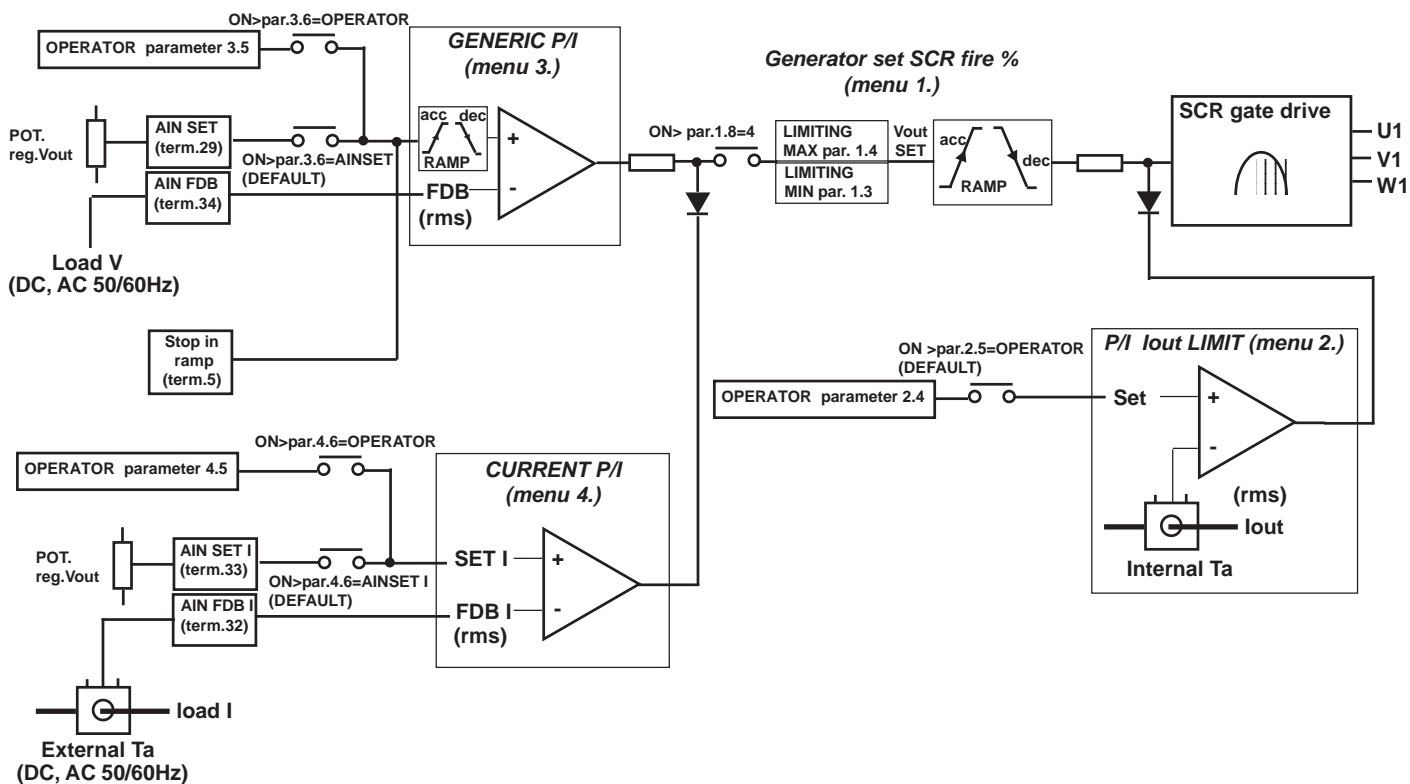 ON>par.3.6=OPERATOR
OPERATOR parameter 3.5
GENERIC P/I
(menu 3.)
Generator set SCR fire %
(menu 1.)
SCR gate drive
U1
V1
W1
POT.
reg.Vout
AIN SET
(term.29)
ON>par.3.6=AINSET
(DEFAULT)
AIN FDB
(term.34)
acc dec
RAMP
+
-
FDB
(rms)
ON> par.1.8=4
LIMITING
MAX par. 1.4
LIMITING
MIN par. 1.3
Vout
SET
acc
dec
RAMP
Load V
(DC, AC 50/60Hz)
Stop in
ramp
(term.5)
ON >par.2.5=OPERATOR
(DEFAULT)
OPERATOR parameter 2.4
P/I Iout LIMIT (menu 2.)
Set
+
-
(rms)
Iout
Internal Ta
ON>par.4.6=OPERATOR
OPERATOR parameter 4.5
CURRENT P/I
(menu 4.)
POT.
reg.Vout
AIN SET I
(term.33)
ON>par.4.6=AINSET I
(DEFAULT)
AIN FDB I
(term.32)
SET I
+
FDB I
-
(rms)
load I
External Ta
(DC, AC 50/60Hz)